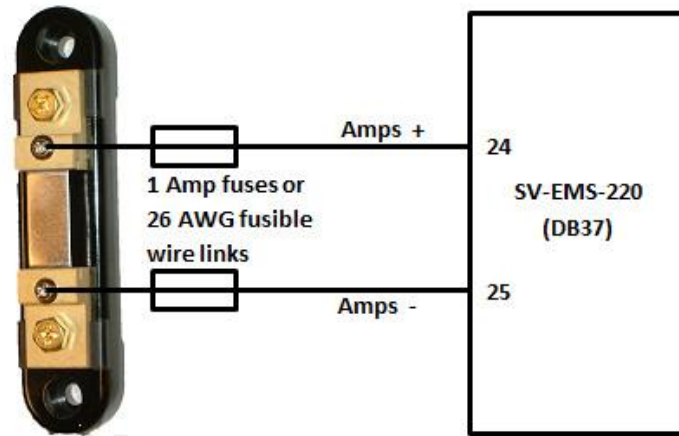 Amps +
24
1 Amp fuses or
26 AWG fusible
wire links
SV-EMS-220
(DB37)
Amps -
25